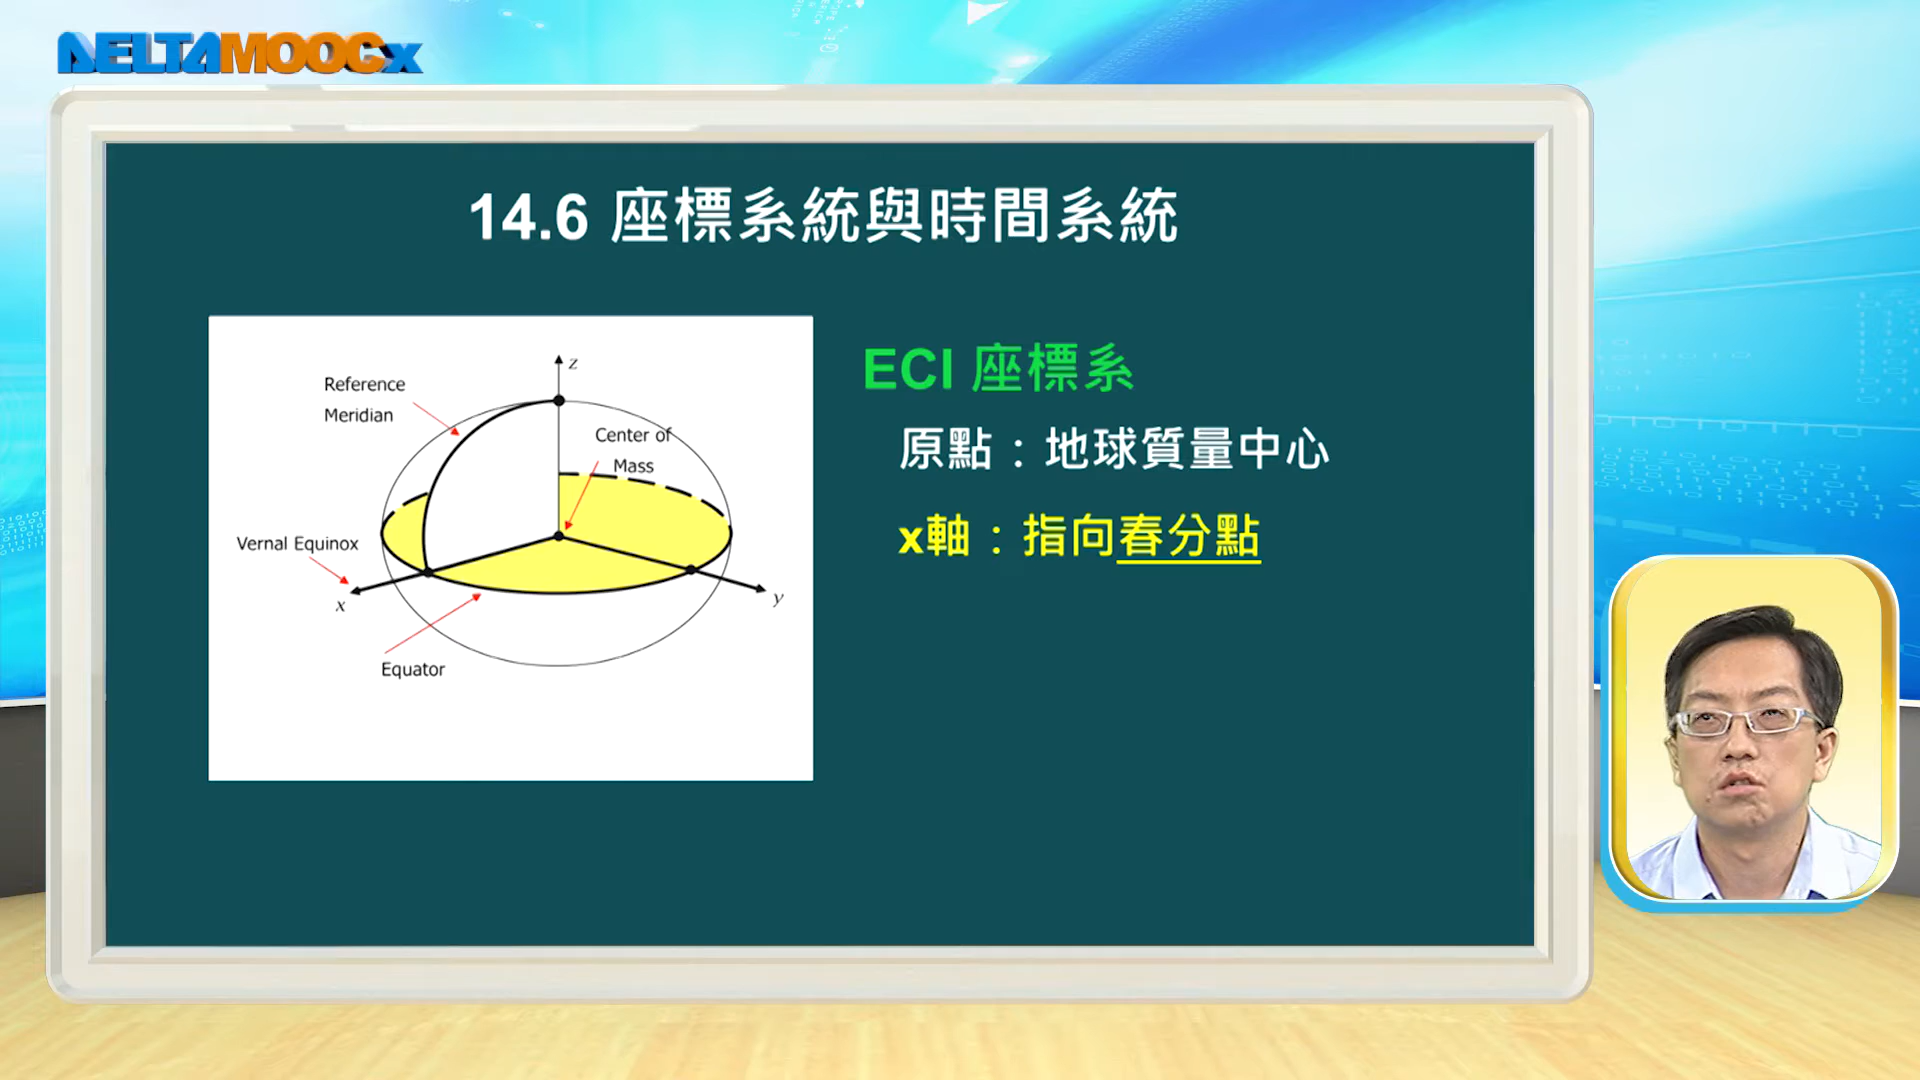 DELTAMOOCx
14.6 座標系統與時間系統
z
Reference
Meridian
Center of
Mass
Vernal Equinox
x
y
Equator
ECI 座標系
原點：地球質量中心
x軸：指向春分點